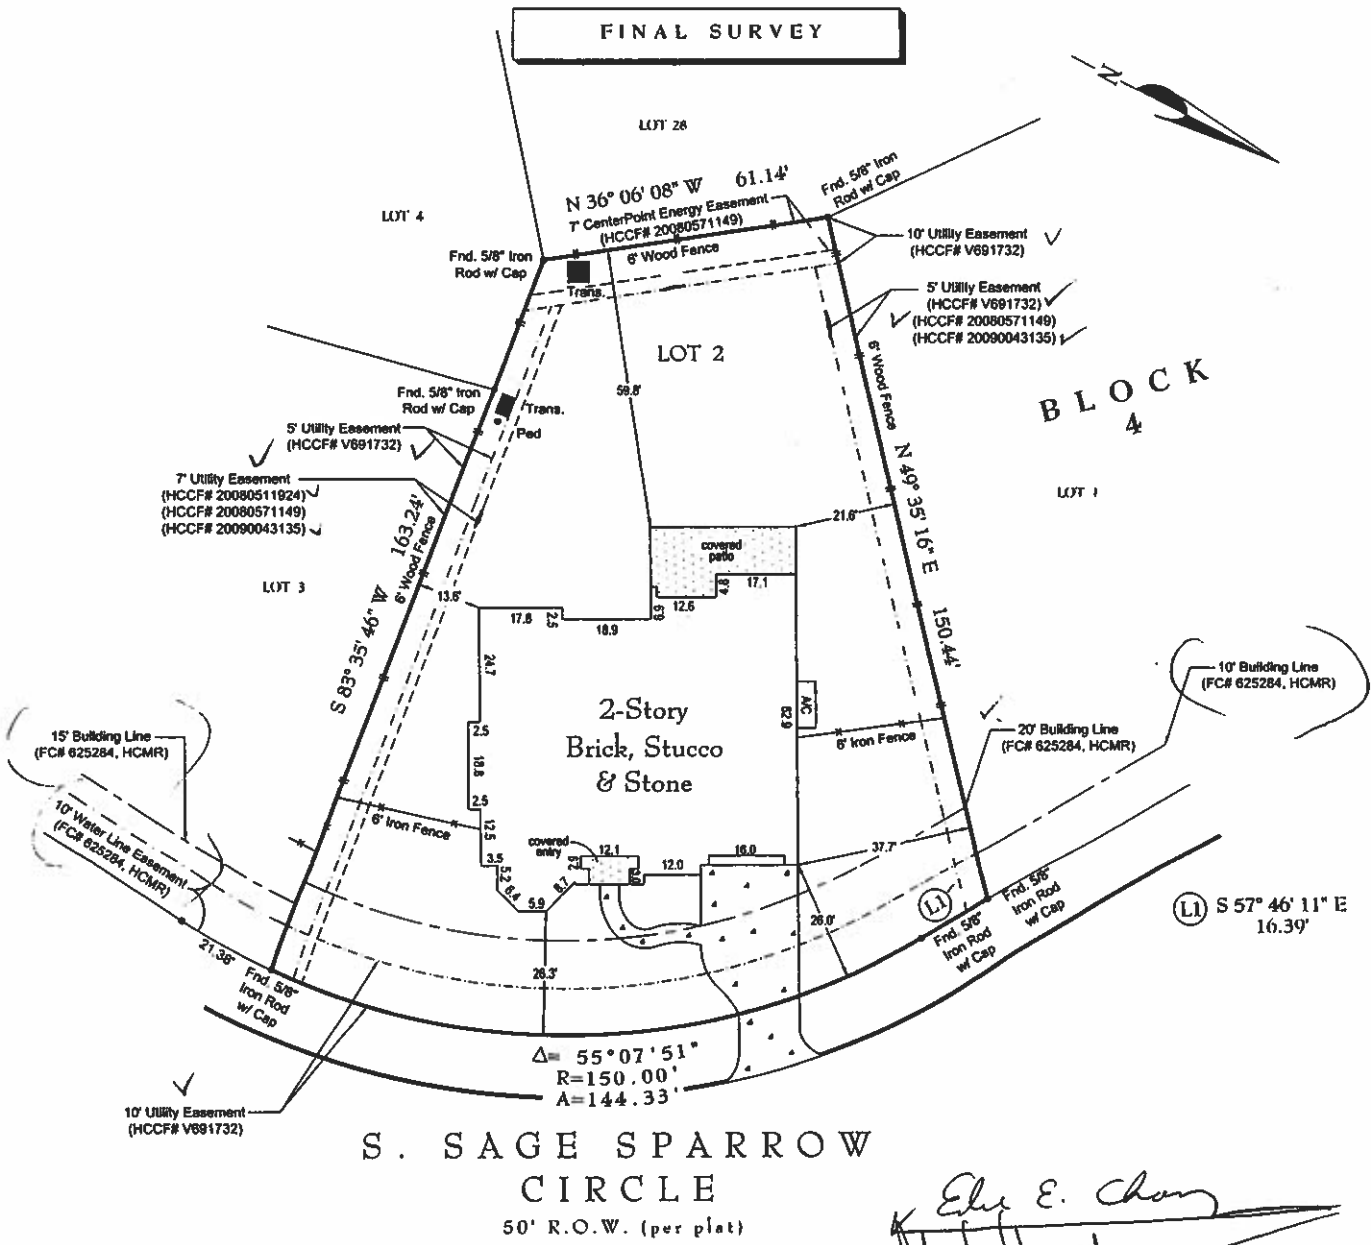 FINAL SURVEY
N
LOT 28
LOT 4
N 36° 06' 08" W 61.14'
7' CenterPoint Energy Easement
(HCCF# 20080571149)
6' Wood Fence
Fnd. 5/8" Iron
Rod w/ Cap
Fnd. 5/8" Iron
Rod w/ Cap
Trans.
10' Utility Easement
(HCCF# V691732)
5' Utility Easement
(HCCF# V691732)
(HCCF# 20080571149)
(HCCF# 20090043135)
LOT 2
6' Wood Fence
59.8'
BLOCK
4
Fnd. 5/8" Iron
Rod w/ Cap
Trans.
Ped
5' Utility Easement
(HCCF# V691732)
7' Utility Easement
(HCCF# 20080511924)
(HCCF# 20080571149)
(HCCF# 20090043135)
N 49° 35' 16" E 150.44'
LOT 1
21.6'
covered
patio
S 83° 35' 46" W 163.24'
6' Wood Fence
LOT 3
13.6'
17.6
2.5
18.9
6.6
12.6
4.8
17.1
24.7
2-Story
Brick, Stucco
& Stone
82.9
A/C
6' Iron Fence
10' Building Line
(FC# 625284, HCMR)
20' Building Line
(FC# 625284, HCMR)
15' Building Line
(FC# 625284, HCMR)
2.5
18.8
2.5
12.5
6' Iron Fence
10' Water Line Easement
(FC# 625284, HCMR)
3.5
5.2
6.4
5.9
8.7
covered
entry
12.1
12.0
16.0
37.7'
26.0'
26.3'
L1
Fnd. 5/8"
Iron Rod
w/ Cap
Fnd. 5/8"
Iron Rod
w/ Cap
L1 S 57° 46' 11" E
16.39'
21.38'
Fnd. 5/8"
Iron Rod
w/ Cap
Δ= 55°07'51"
R=150.00'
A=144.33'
10' Utility Easement
(HCCF# V691732)
S. SAGE SPARROW
CIRCLE
50' R.O.W. (per plat)